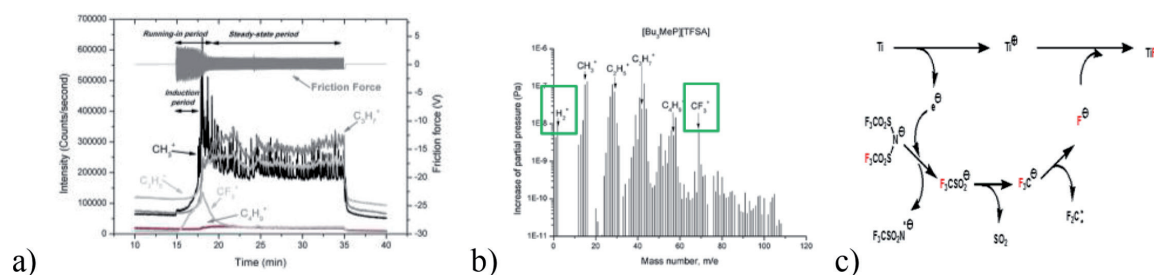 Running-in period
Steady-state period
Induction period
Friction Force
CH₃⁺
C₃H₇⁺
C₂H₅⁺
CF₃⁺
C₄H₉⁺
Intensity (Counts/second)
700000
600000
500000
400000
300000
200000
100000
0
10 15 20 25 30 35 40
Time (min)
5
0
-5
-10
-15
-20
-25
-30
Friction force (V)
a)
[Bu₃MeP][TFSA]
Increase of partial pressure (Pa)
1E-6
1E-7
1E-8
1E-9
1E-10
1E-11
H₂⁺
CH₃⁺
C₂H₅⁺
C₃H₇⁺
C₄H₉⁺
CF₃⁺
0 20 40 60 80 100 120
Mass number, m/e
b)
Ti
Ti⊕
TiF
e⊖
F⊖
F₃CO₂S
N⊖
F₃CO₂S
F₃CSO₂⊖
F₃C⊖
SO₂
c)